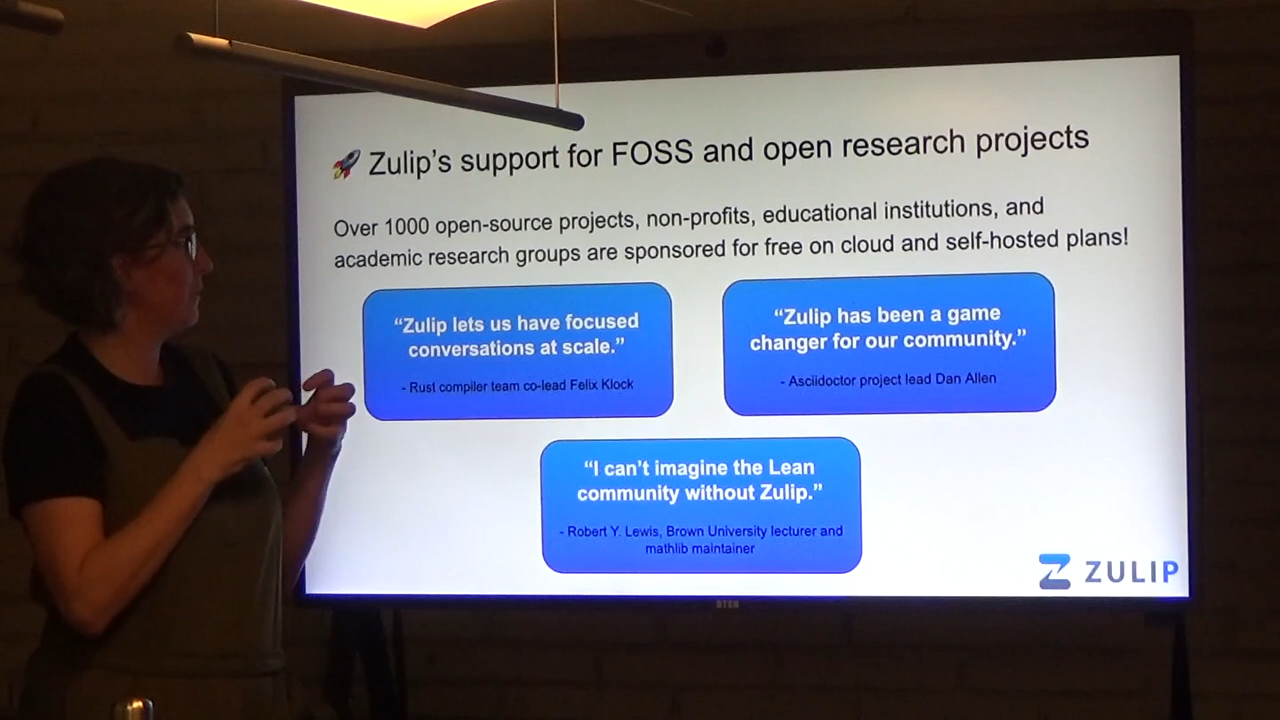 🚀 Zulip's support for FOSS and open research projects
Over 1000 open-source projects, non-profits, educational institutions, and
academic research groups are sponsored for free on cloud and self-hosted plans!
“Zulip lets us have focused
conversations at scale.”
- Rust compiler team co-lead Felix Klock
“Zulip has been a game
changer for our community.”
- Asciidoctor project lead Dan Allen
“I can’t imagine the Lean
community without Zulip.”
- Robert Y. Lewis, Brown University lecturer and
mathlib maintainer
ZULIP